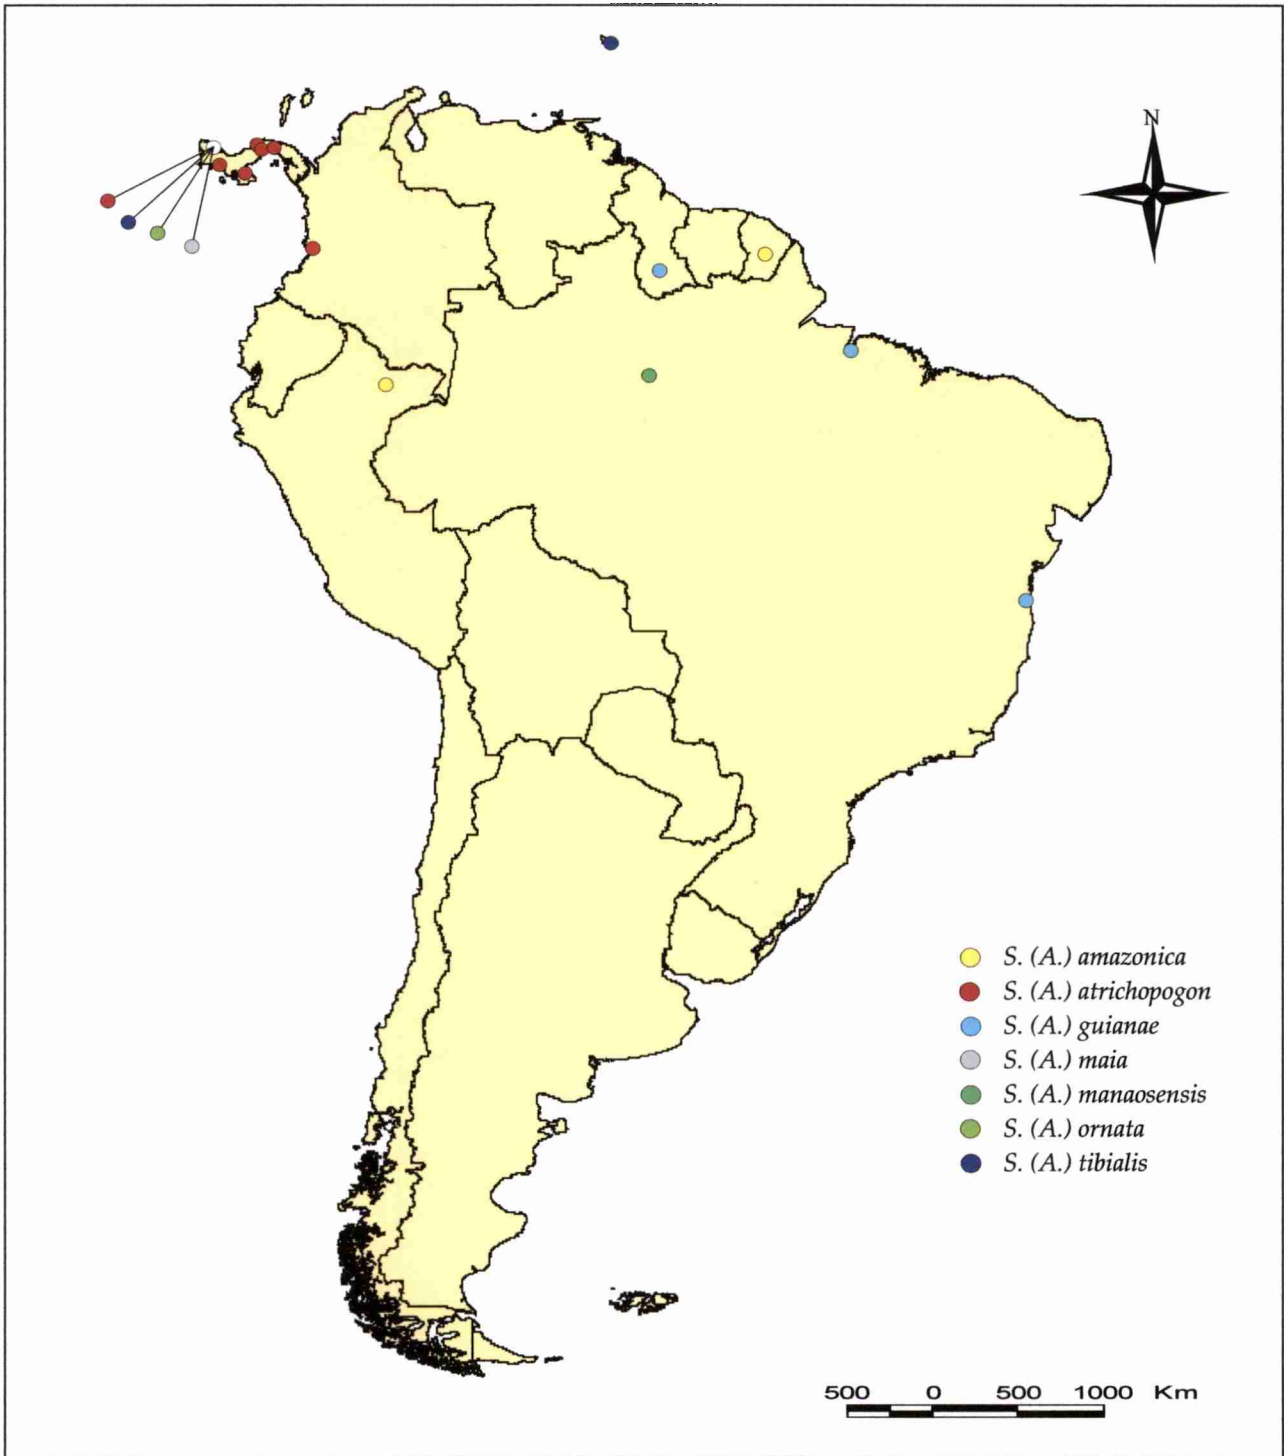 N
S. (A.) amazonica
S. (A.) atrichopogon
S. (A.) guianae
S. (A.) maia
S. (A.) manaosensis
S. (A.) ornata
S. (A.) tibialis
500 0 500 1000 Km